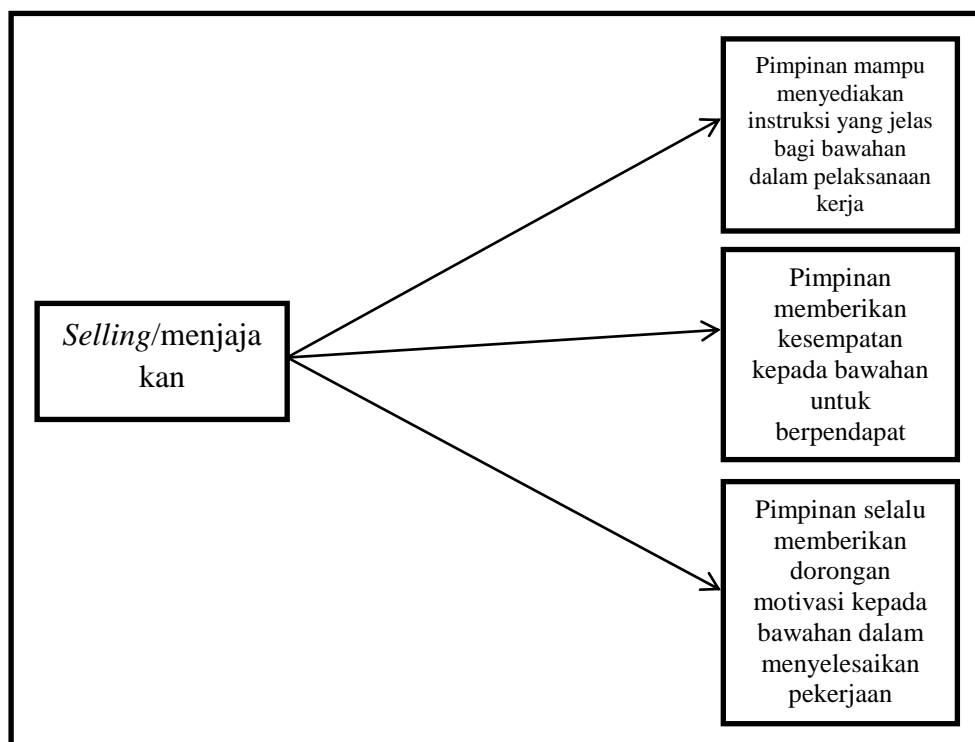 Pimpinan mampu
menyediakan
instruksi yang jelas
bagi bawahan
dalam pelaksanaan
kerja
Selling/menjaja
kan
Pimpinan
memberikan
kesempatan
kepada bawahan
untuk
berpendapat
Pimpinan selalu
memberikan
dorongan
motivasi kepada
bawahan dalam
menyelesaikan
pekerjaan